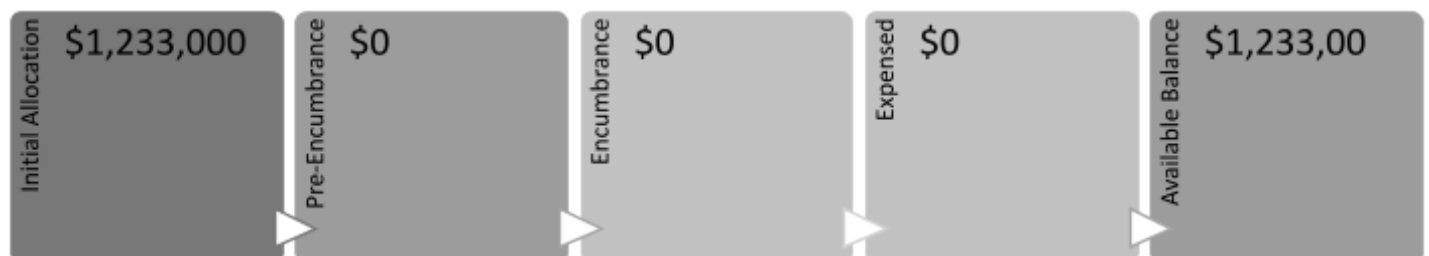 Initial Allocation
$1,233,000
Pre-Encumbrance
$0
Encumbrance
$0
Expensed
$0
Available Balance
$1,233,00